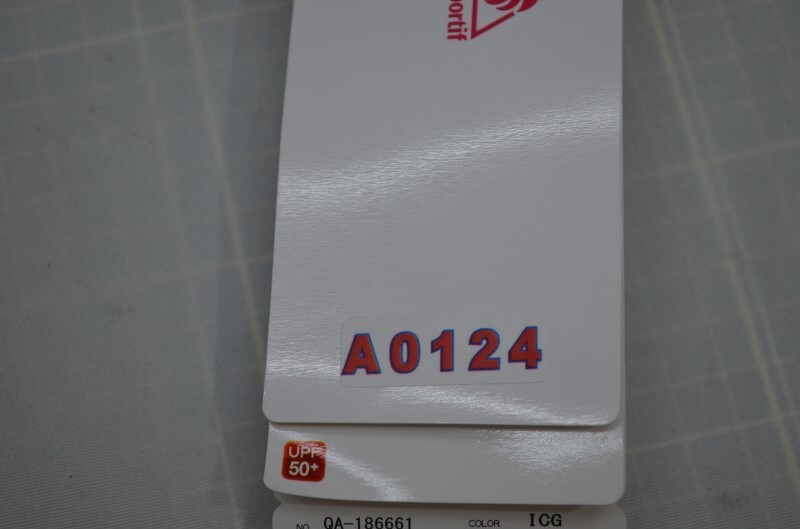 ortif
A0124
UPF
50+
NO. QA-186661 COLOR ICG